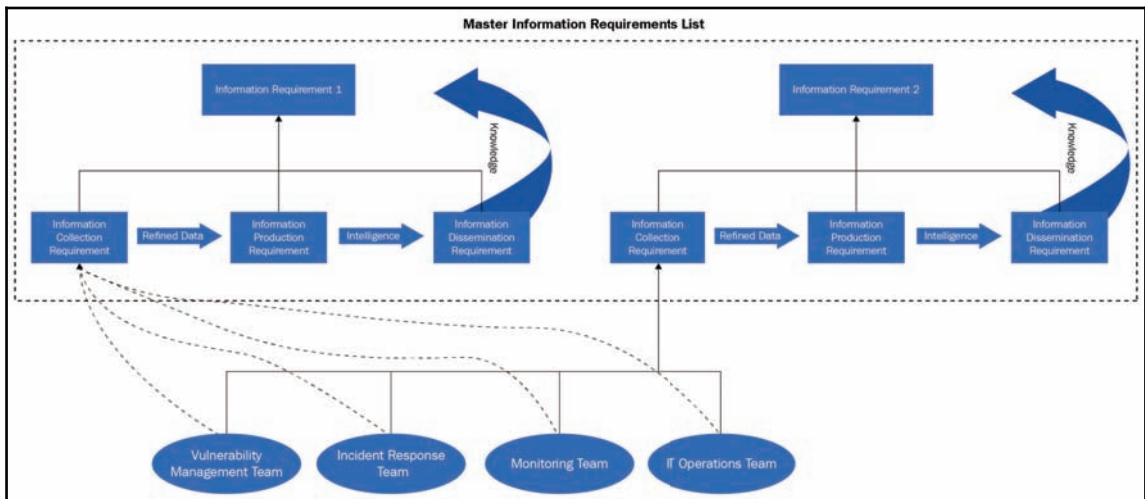 Master Information Requirements List
Information Requirement 1
Information Requirement 2
Knowledge
Knowledge
Information
Collection
Requirement
Refined Data
Information
Production
Requirement
Intelligence
Information
Dissemination
Requirement
Information
Collection
Requirement
Refined Data
Information
Production
Requirement
Intelligence
Information
Dissemination
Requirement
Vulnerability
Management Team
Incident Response
Team
Monitoring Team
IT Operations Team